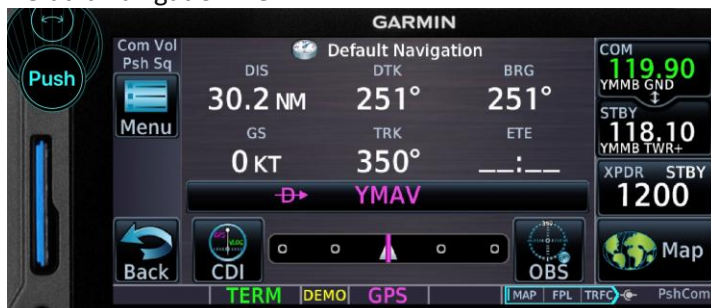 GARMIN
Com Vol
Psh Sq
Push
Menu
Back
Default Navigation
DIS
DTK
BRG
30.2 NM
251°
251°
GS
TRK
ETE
0 KT
350°
__:__
D
YMAV
GPS
VLOC
CDI
OBS
TERM
DEMO
GPS
MAP
FPL
TRFC
PshCom
COM
119.90
YMMB GND
STBY
118.10
YMMB TWR+
XPDR STBY
1200
Map